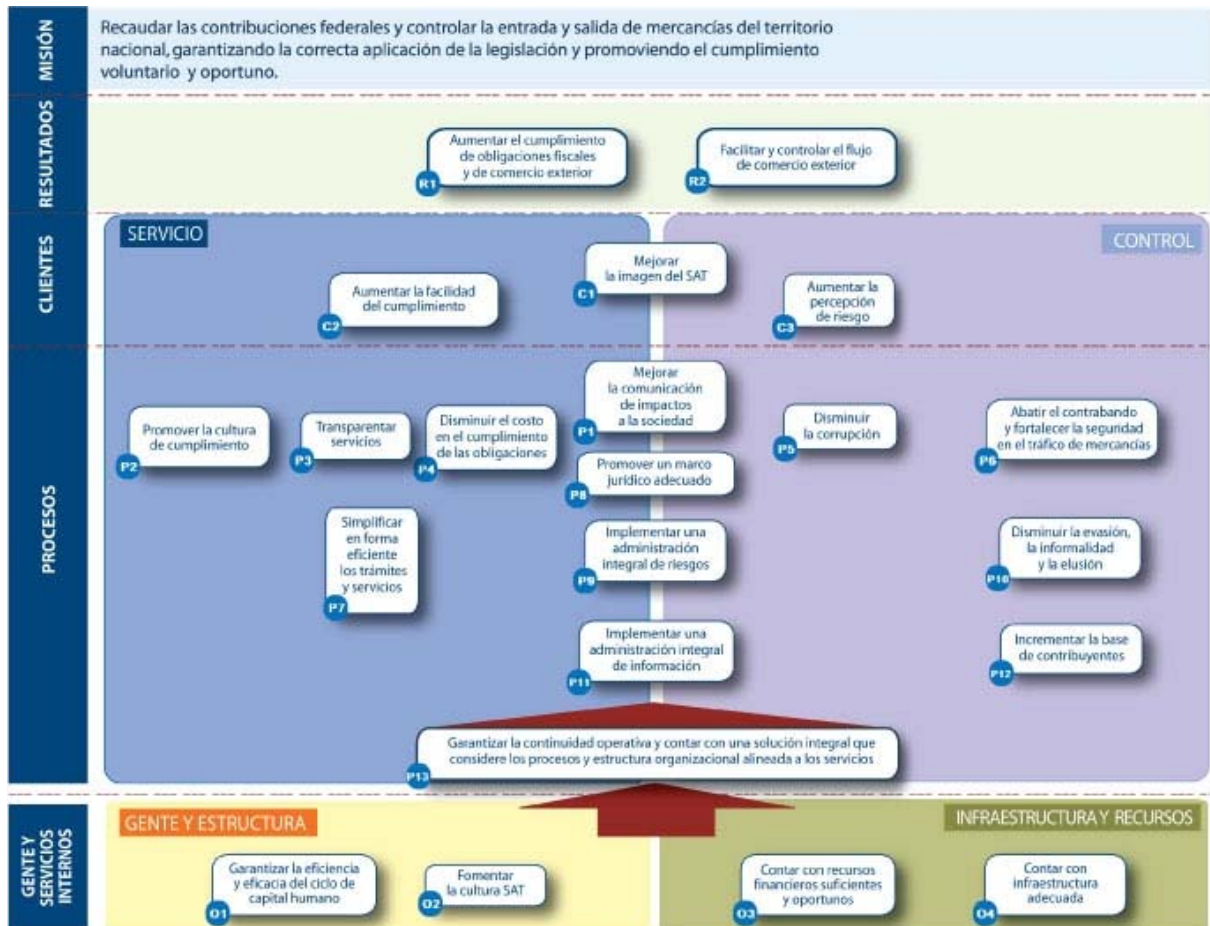 MISIÓN
Recaudar las contribuciones federales y controlar la entrada y salida de mercancías del territorio
nacional, garantizando la correcta aplicación de la legislación y promoviendo el cumplimiento
voluntario y oportuno.
RESULTADOS
Aumentar el cumplimiento
de obligaciones fiscales
y de comercio exterior
R1
Facilitar y controlar el flujo
de comercio exterior
R2
CLIENTES
SERVICIO
CONTROL
Mejorar
la imagen del SAT
C1
Aumentar la facilidad
del cumplimiento
C2
Aumentar la
percepción
de riesgo
C3
PROCESOS
Mejorar
la comunicación
de impactos
a la sociedad
P1
Promover la cultura
de cumplimiento
P2
Transparentar
servicios
P3
Disminuir el costo
en el cumplimiento
de las obligaciones
P4
Disminuir
la corrupción
P5
Abatir el contrabando
y fortalecer la seguridad
en el tráfico de mercancías
P6
Promover un marco
jurídico adecuado
P8
Simplificar
en forma
eficiente
los trámites
y servicios
P7
Implementar una
administración
integral de riesgos
P9
Disminuir la evasión,
la informalidad
y la elusión
P10
Implementar una
administración integral
de información
P11
Incrementar la base
de contribuyentes
P12
Garantizar la continuidad operativa y contar con una solución integral que
considere los procesos y estructura organizacional alineada a los servicios
P13
GENTE Y
SERVICIOS
INTERNOS
GENTE Y ESTRUCTURA
INFRAESTRUCTURA Y RECURSOS
Garantizar la eficiencia
y eficacia del ciclo de
capital humano
O1
Fomentar
la cultura SAT
O2
Contar con recursos
financieros suficientes
y oportunos
O3
Contar con
infraestructura
adecuada
O4